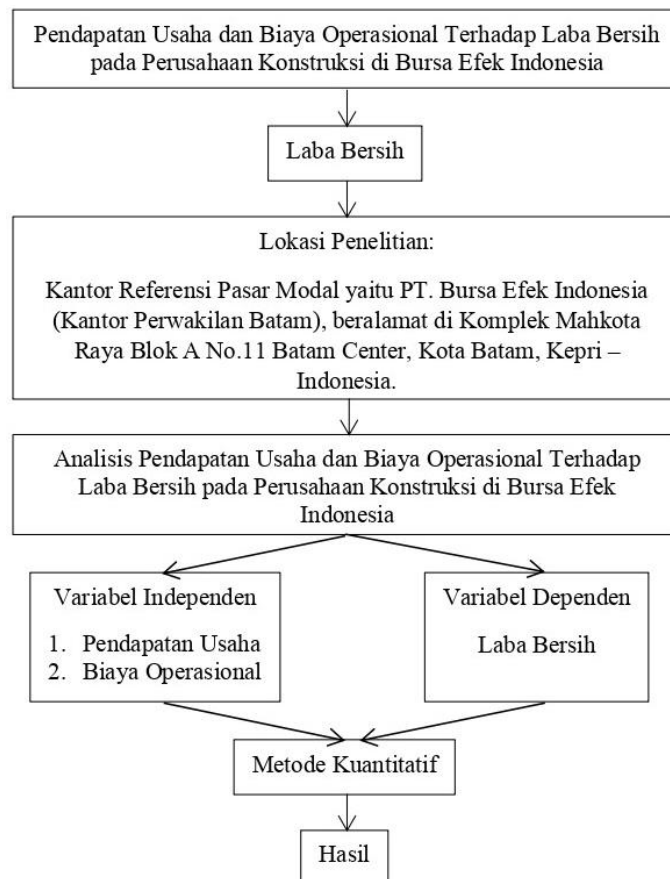 Pendapatan Usaha dan Biaya Operasional Terhadap Laba Bersih
pada Perusahaan Konstruksi di Bursa Efek Indonesia
Laba Bersih
Lokasi Penelitian:
Kantor Referensi Pasar Modal yaitu PT. Bursa Efek Indonesia
(Kantor Perwakilan Batam), beralamat di Komplek Mahkota
Raya Blok A No.11 Batam Center, Kota Batam, Kepri –
Indonesia.
Analisis Pendapatan Usaha dan Biaya Operasional Terhadap
Laba Bersih pada Perusahaan Konstruksi di Bursa Efek
Indonesia
Variabel Independen
1. Pendapatan Usaha
2. Biaya Operasional
Variabel Dependen
Laba Bersih
Metode Kuantitatif
Hasil